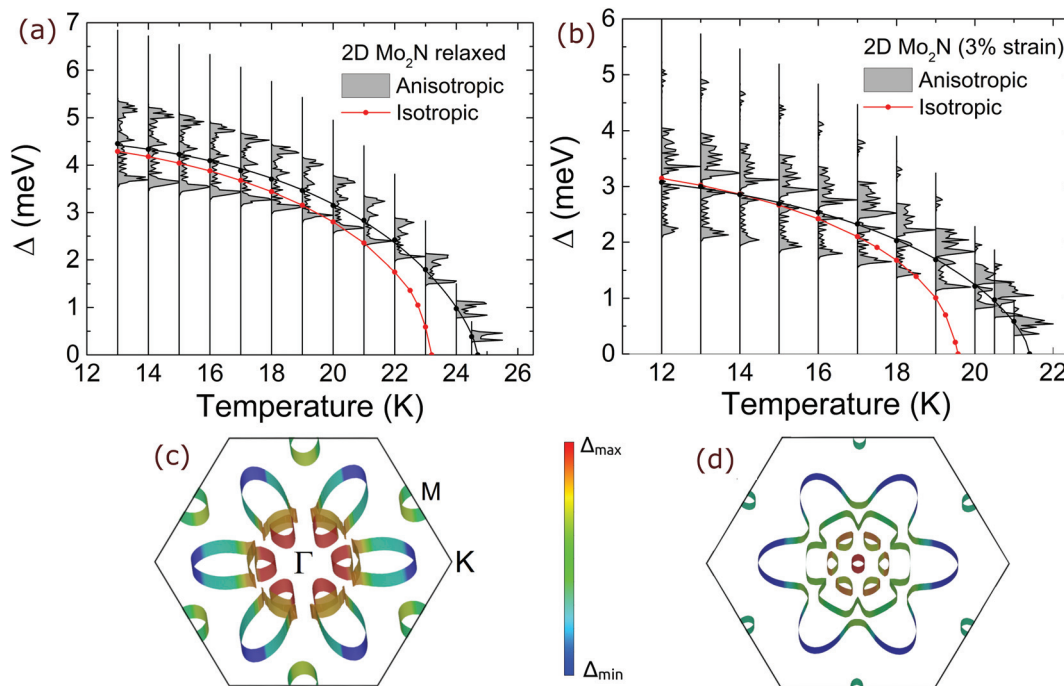 (a)
2D Mo₂N relaxed
Anisotropic
Isotropic
Δ (meV)
7
6
5
4
3
2
1
0
12 14 16 18 20 22 24 26
Temperature (K)
(b)
2D Mo₂N (3% strain)
Anisotropic
Isotropic
Δ (meV)
6
5
4
3
2
1
0
12 14 16 18 20 22
Temperature (K)
(c)
M
K
Γ
Δmax
Δmin
(d)